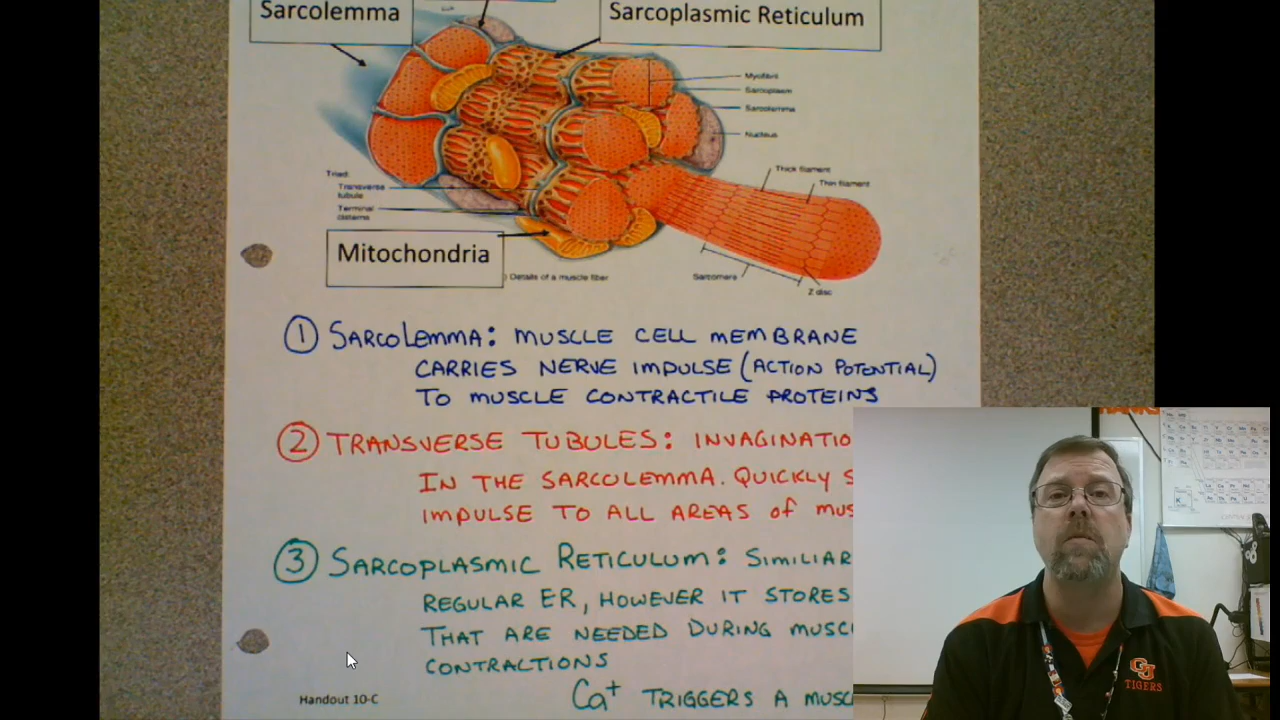 Sarcolemma
Sarcoplasmic Reticulum
Myofibril
Sarcoplasm
Sarcolemma
Nucleus
Thick filament
Thin filament
Triad:
Transverse
tubule
Terminal
cisterna
Mitochondria
) Details of a muscle fiber
Sarcomere
Z disc
1 SARCOLEMMA: MUSCLE CELL MEMBRANE
CARRIES NERVE IMPULSE (ACTION POTENTIAL)
TO MUSCLE CONTRACTILE PROTEINS
2 TRANSVERSE TUBULES: INVAGINATIO
IN THE SARCOLEMMA. QUICKLY S
IMPULSE TO ALL AREAS OF MUS
3 SARCOPLASMIC RETICULUM: SIMILIAR
REGULAR ER, HOWEVER IT STORES
THAT ARE NEEDED DURING MUSC
CONTRACTIONS
Ca+ TRIGGERS A MUSC
Handout 10-C
GJ
TIGERS